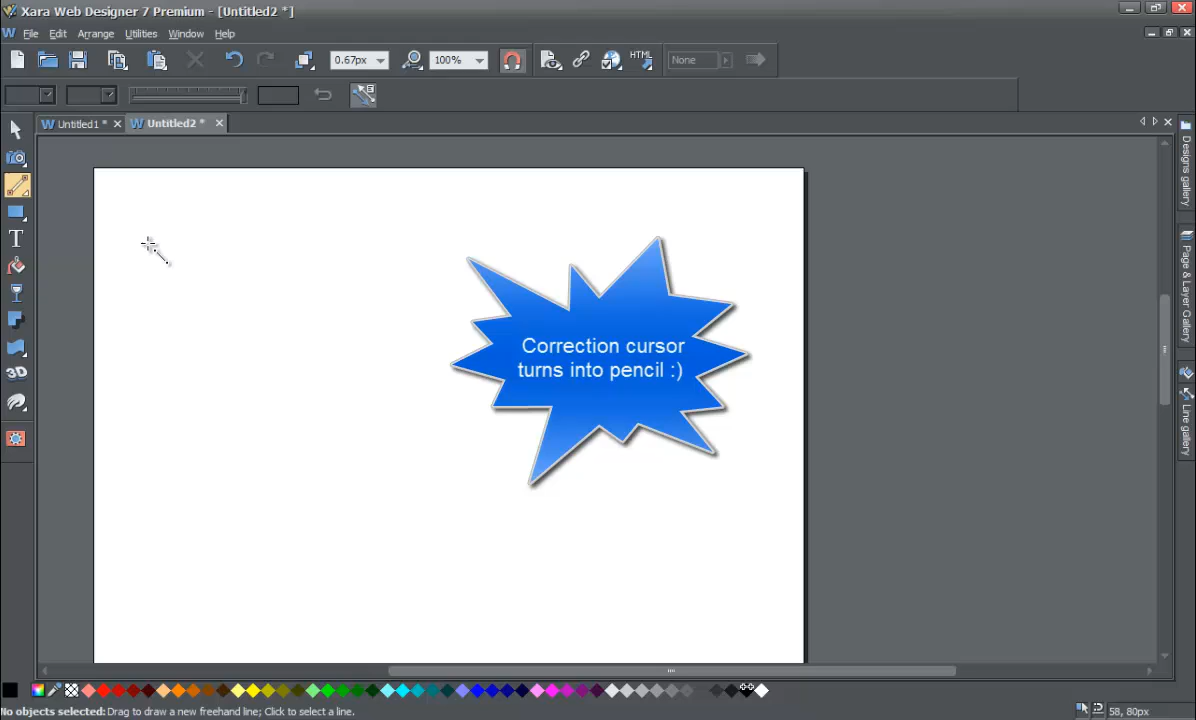 Xara Web Designer 7 Premium - [Untitled2 *]
File Edit Arrange Utilities Window Help
0.67px 100% HTML None
Untitled1 * Untitled2 *
Designs gallery
Page & Layer Gallery
Line gallery
T
3D
Correction cursor
turns into pencil :)
No objects selected: Drag to draw a new freehand line; Click to select a line.
58, 80px